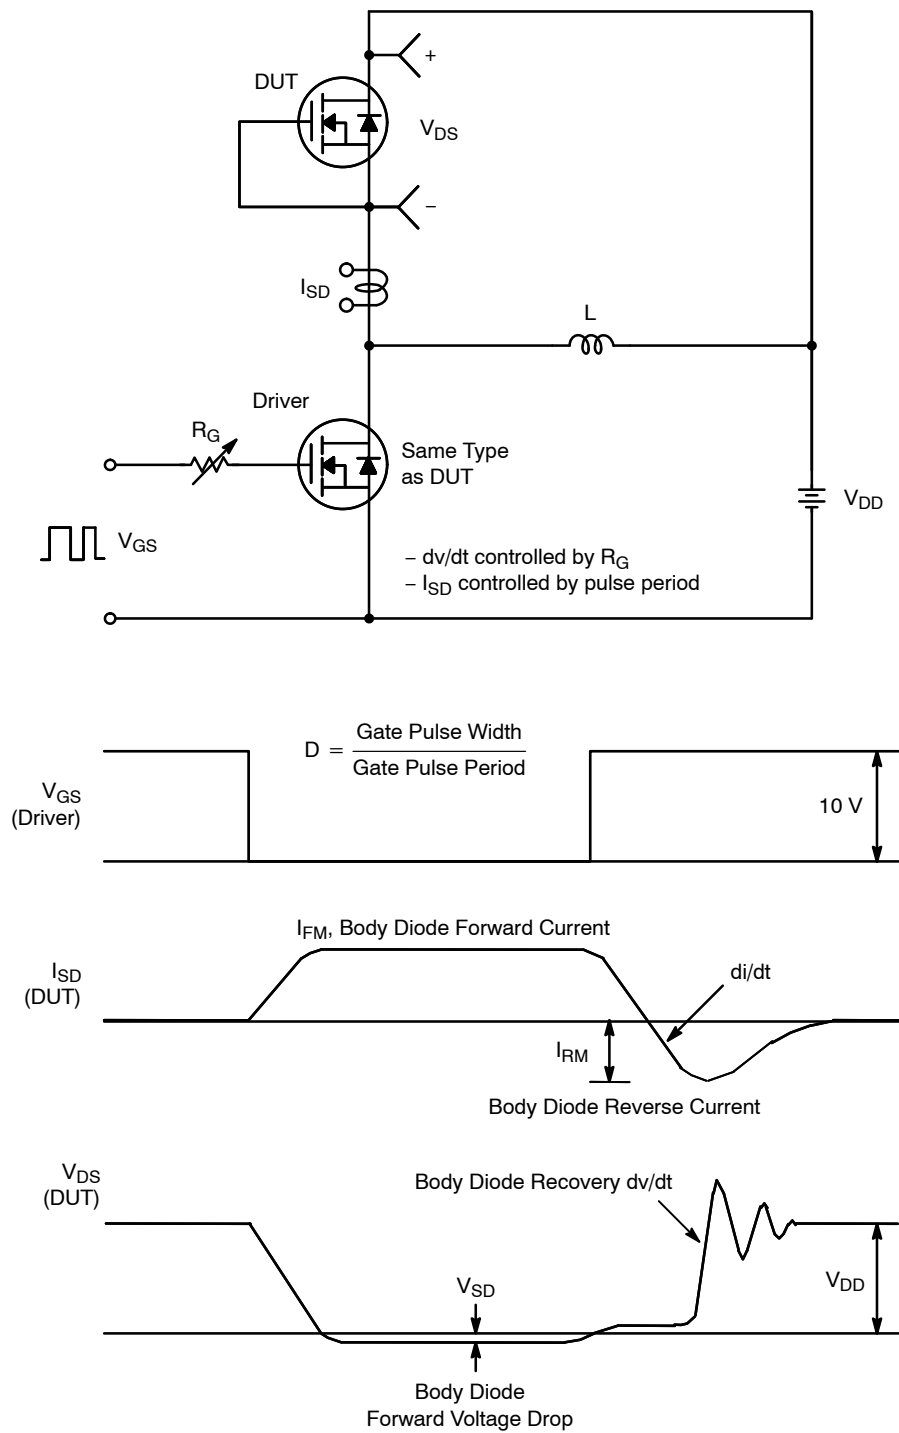 +
DUT
V_DS
−
I_SD
L
Driver
R_G
Same Type
as DUT
V_DD
V_GS
− dv/dt controlled by R_G
− I_SD controlled by pulse period
D = Gate Pulse Width / Gate Pulse Period
V_GS
(Driver)
10 V
I_FM, Body Diode Forward Current
I_SD
(DUT)
di/dt
I_RM
Body Diode Reverse Current
V_DS
(DUT)
Body Diode Recovery dv/dt
V_SD
V_DD
Body Diode
Forward Voltage Drop